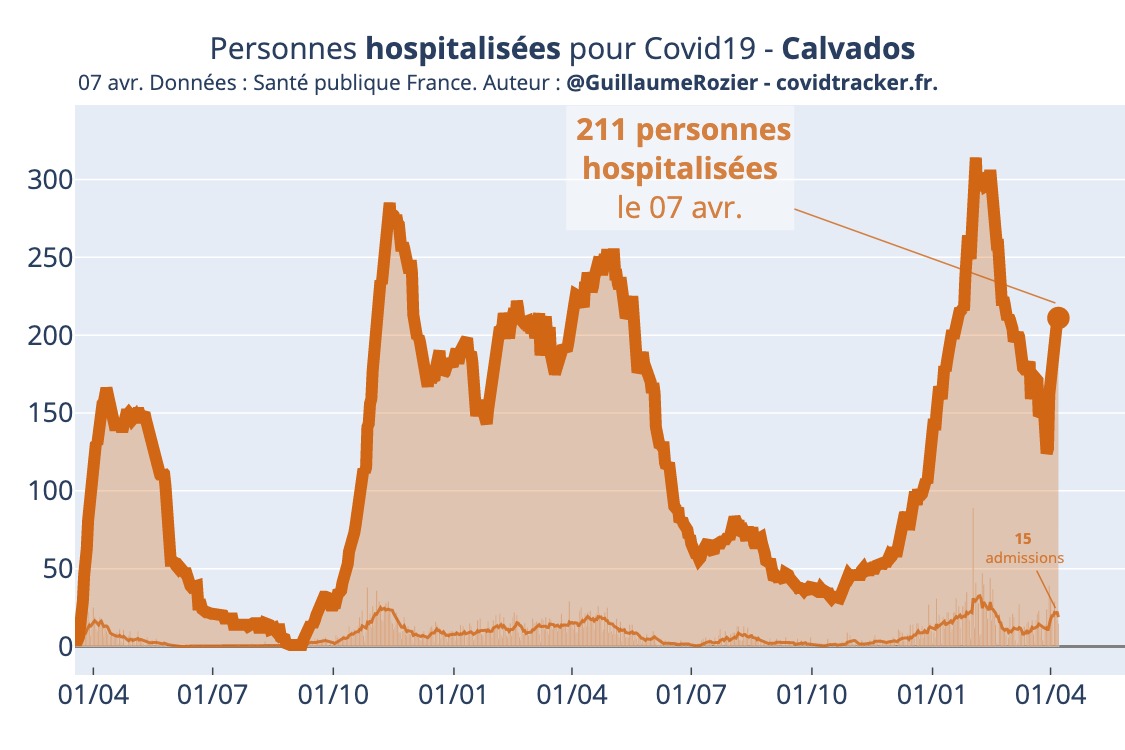 Personnes hospitalisées pour Covid19 - Calvados
07 avr. Données : Santé publique France. Auteur : @GuillaumeRozier - covidtracker.fr.
211 personnes
hospitalisées
le 07 avr.
300
250
200
150
100
50
0
15
admissions
01/04
01/07
01/10
01/01
01/04
01/07
01/10
01/01
01/04